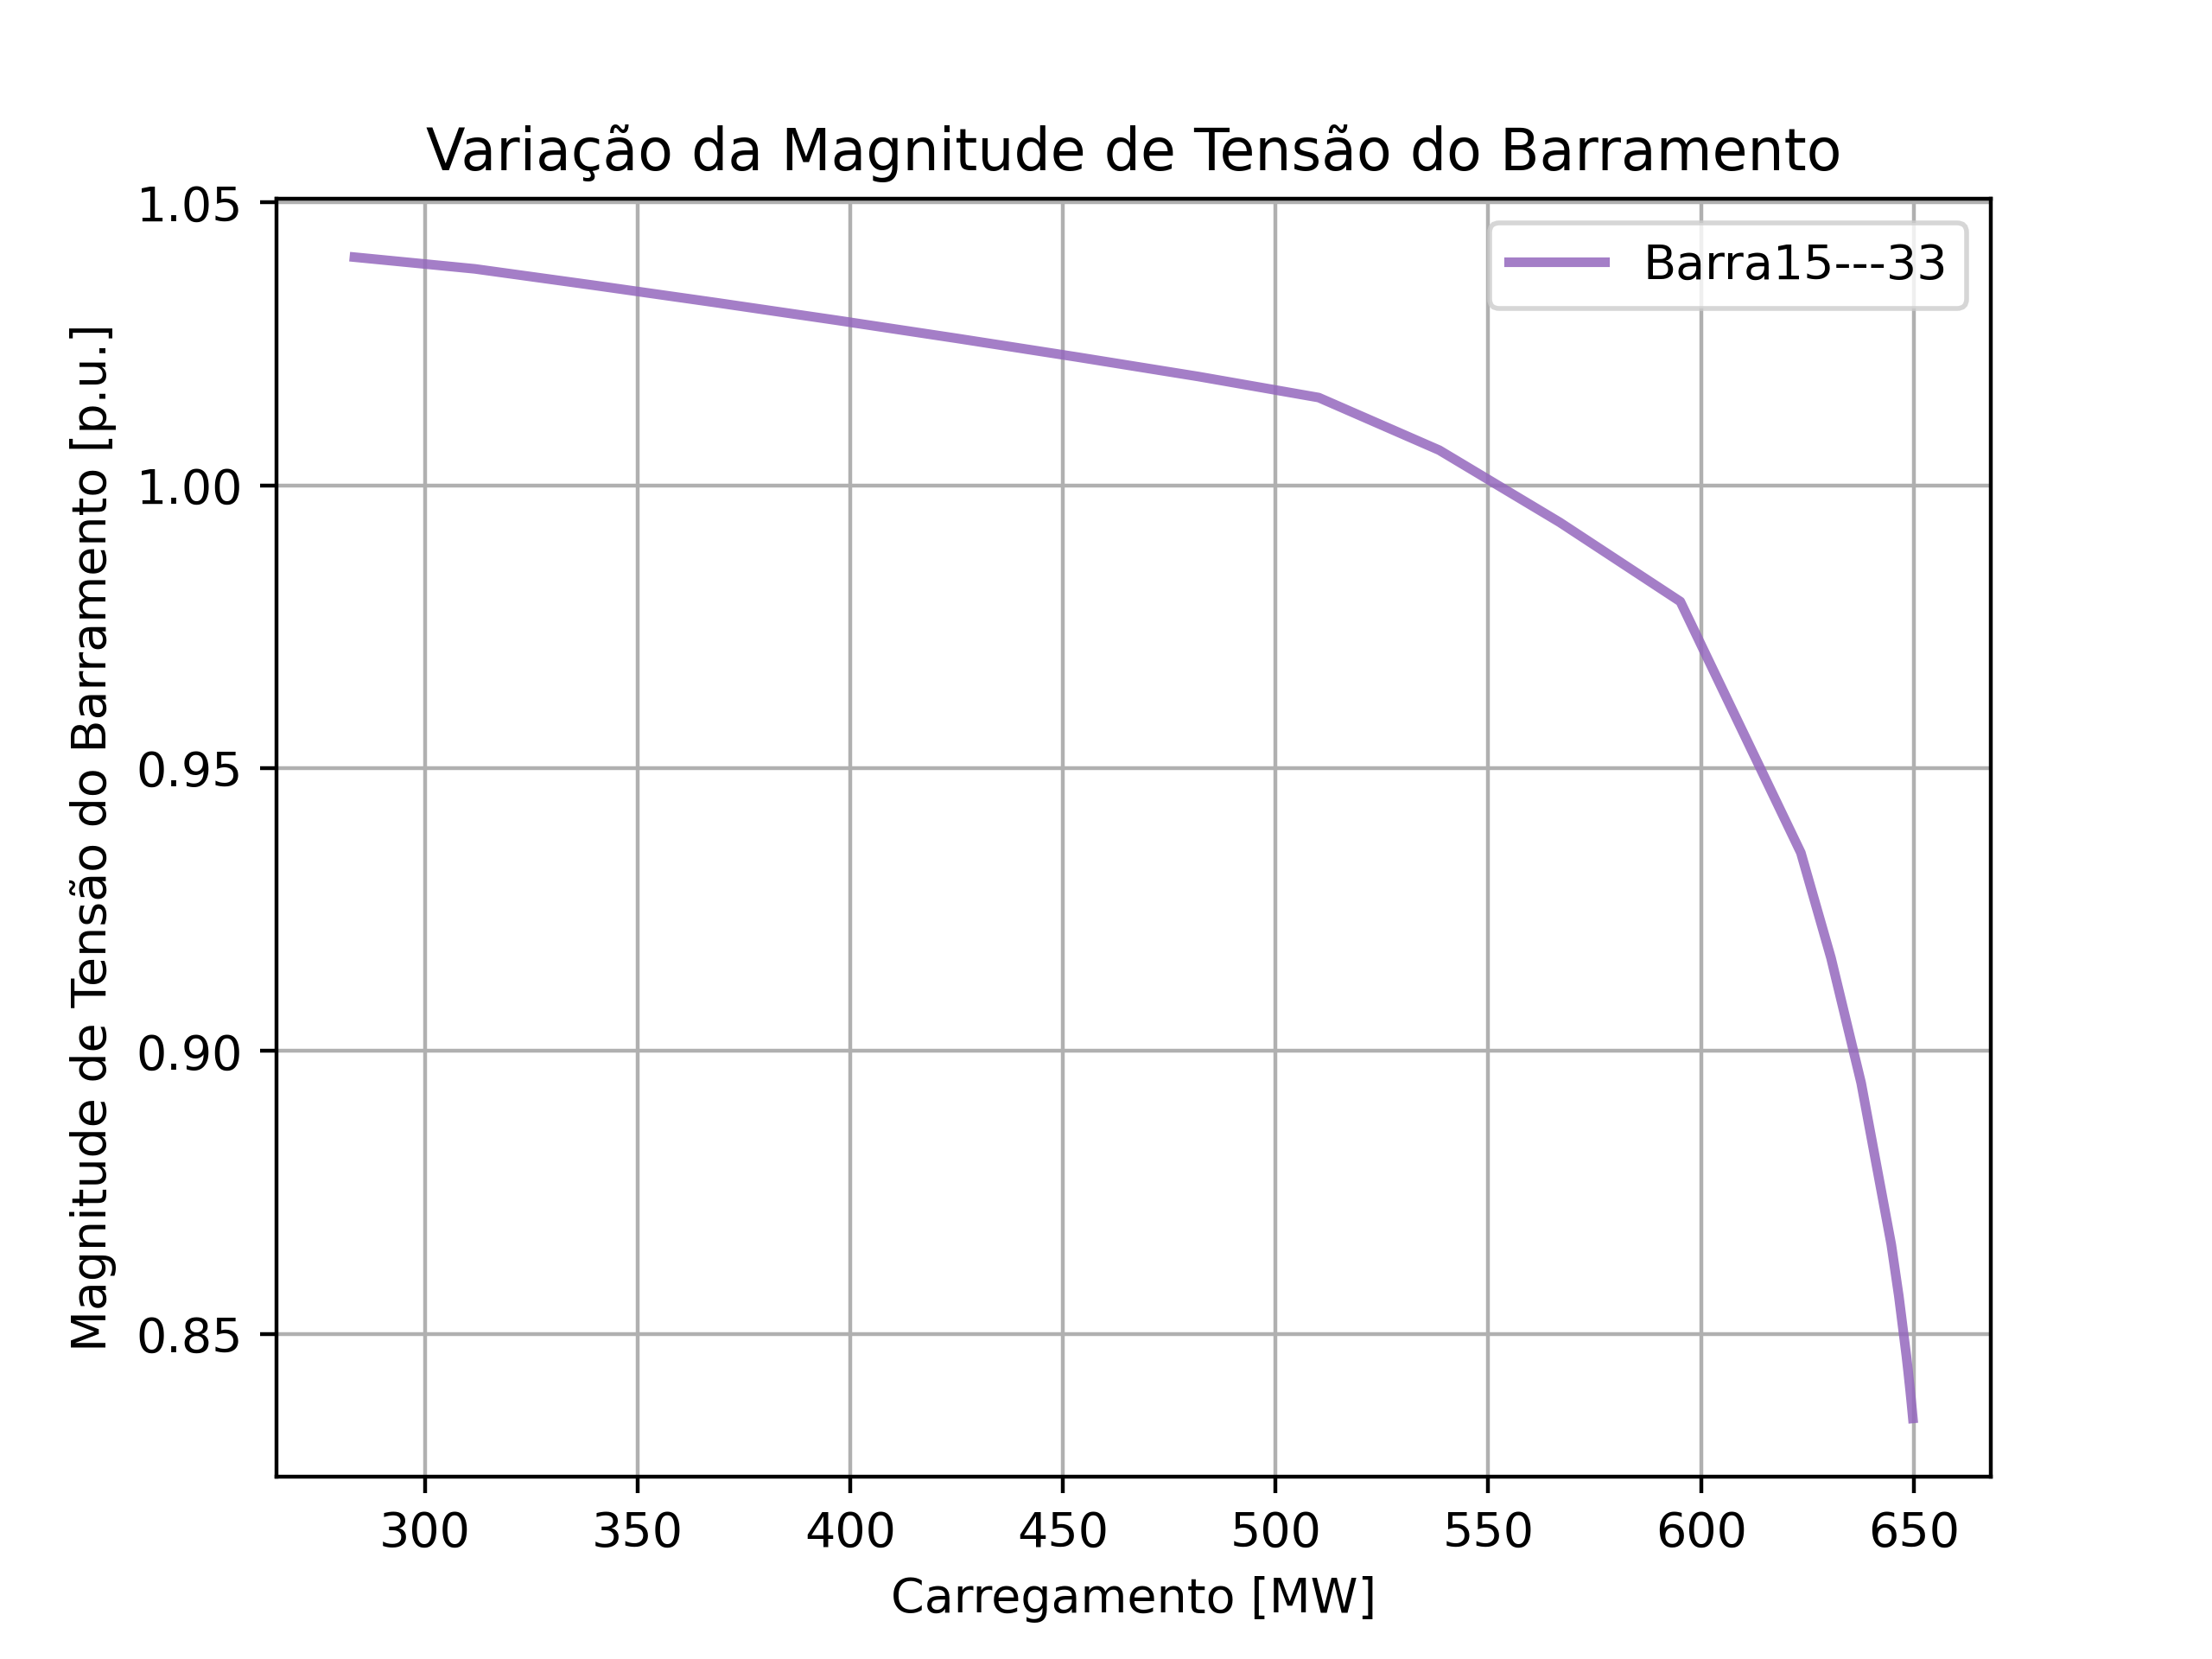 Variação da Magnitude de Tensão do Barramento
Barra15---33
Magnitude de Tensão do Barramento [p.u.]
1.05
1.00
0.95
0.90
0.85
300 350 400 450 500 550 600 650
Carregamento [MW]